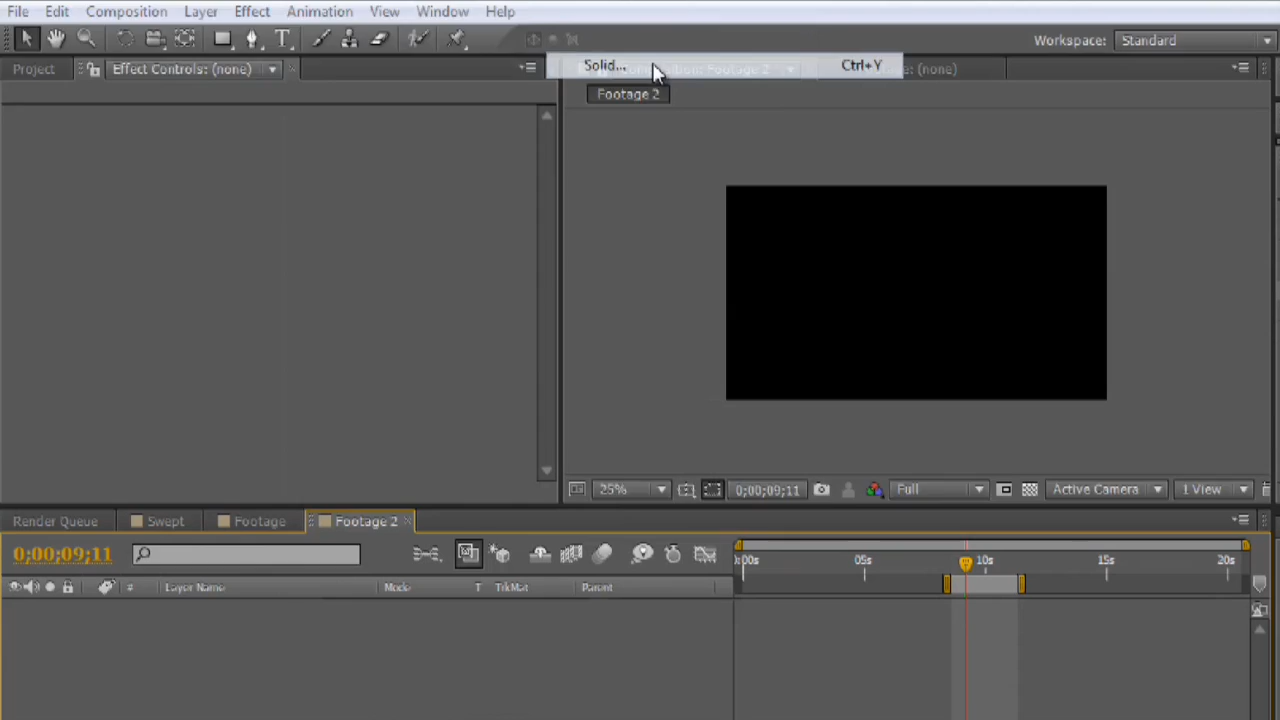 File Edit Composition Layer Effect Animation View Window Help
T
Workspace: Standard
Project Effect Controls: (none) Solid... Ctrl+Y (none)
Footage 2
25% 0;00;09;11 Full Active Camera 1 View
Render Queue Swept Footage Footage 2
0;00;09;11
:00s 05s 10s 15s 20s
# Layer Name Mode T TrkMat Parent